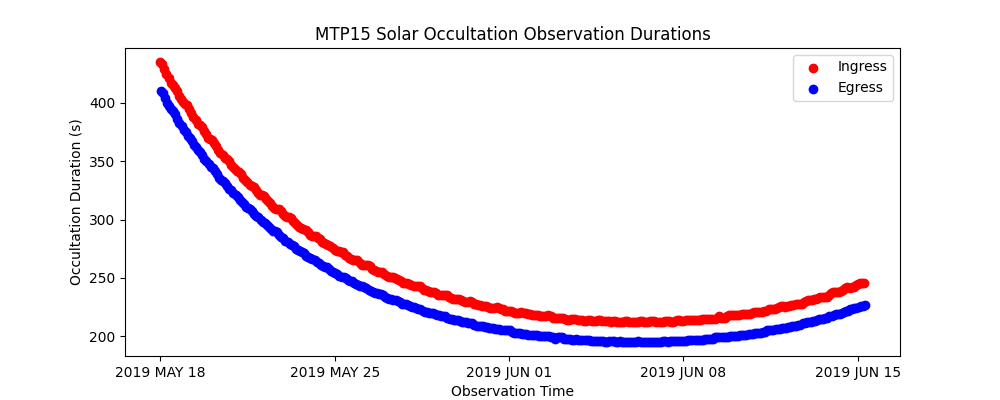 MTP15 Solar Occultation Observation Durations
Ingress
Egress
Occultation Duration (s)
400
350
300
250
200
2019 MAY 18
2019 MAY 25
2019 JUN 01
2019 JUN 08
2019 JUN 15
Observation Time